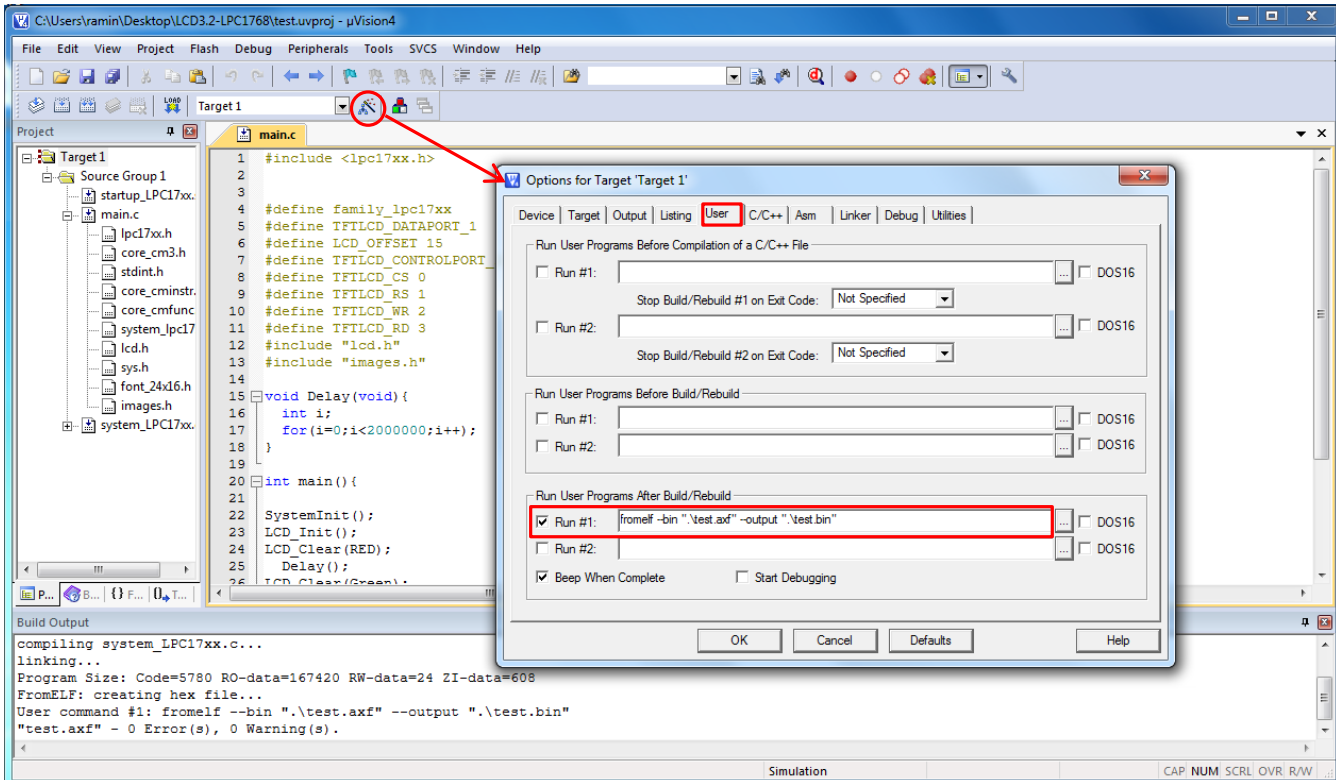 C:\Users\ramin\Desktop\LCD3.2-LPC1768\test.uvproj - µVision4
File Edit View Project Flash Debug Peripherals Tools SVCS Window Help
LOAD Target 1
Project
main.c
Target 1
Source Group 1
startup_LPC17xx.
main.c
lpc17xx.h
core_cm3.h
stdint.h
core_cminstr.
core_cmfunc
system_lpc17
lcd.h
sys.h
font_24x16.h
images.h
system_LPC17xx.
P... B... {} F... T...
1 #include <lpc17xx.h>
2
3
4 #define family_lpc17xx
5 #define TFTLCD_DATAPORT_1
6 #define LCD_OFFSET 15
7 #define TFTLCD_CONTROLPORT_
8 #define TFTLCD_CS 0
9 #define TFTLCD_RS 1
10 #define TFTLCD_WR 2
11 #define TFTLCD_RD 3
12 #include "lcd.h"
13 #include "images.h"
14
15 void Delay(void){
16 int i;
17 for(i=0;i<2000000;i++);
18 }
19
20 int main(){
21
22 SystemInit();
23 LCD_Init();
24 LCD_Clear(RED);
25 Delay();
26 LCD_Clear(Green);
Options for Target 'Target 1'
Device Target Output Listing User C/C++ Asm Linker Debug Utilities
Run User Programs Before Compilation of a C/C++ File
Run #1: ... DOS16
Stop Build/Rebuild #1 on Exit Code: Not Specified
Run #2: ... DOS16
Stop Build/Rebuild #2 on Exit Code: Not Specified
Run User Programs Before Build/Rebuild
Run #1: ... DOS16
Run #2: ... DOS16
Run User Programs After Build/Rebuild
Run #1: fromelf --bin ".\test.axf" --output ".\test.bin" ... DOS16
Run #2: ... DOS16
Beep When Complete Start Debugging
OK Cancel Defaults Help
Build Output
compiling system_LPC17xx.c...
linking...
Program Size: Code=5780 RO-data=167420 RW-data=24 ZI-data=608
FromELF: creating hex file...
User command #1: fromelf --bin ".\test.axf" --output ".\test.bin"
"test.axf" - 0 Error(s), 0 Warning(s).
Simulation CAP NUM SCRL OVR R/W